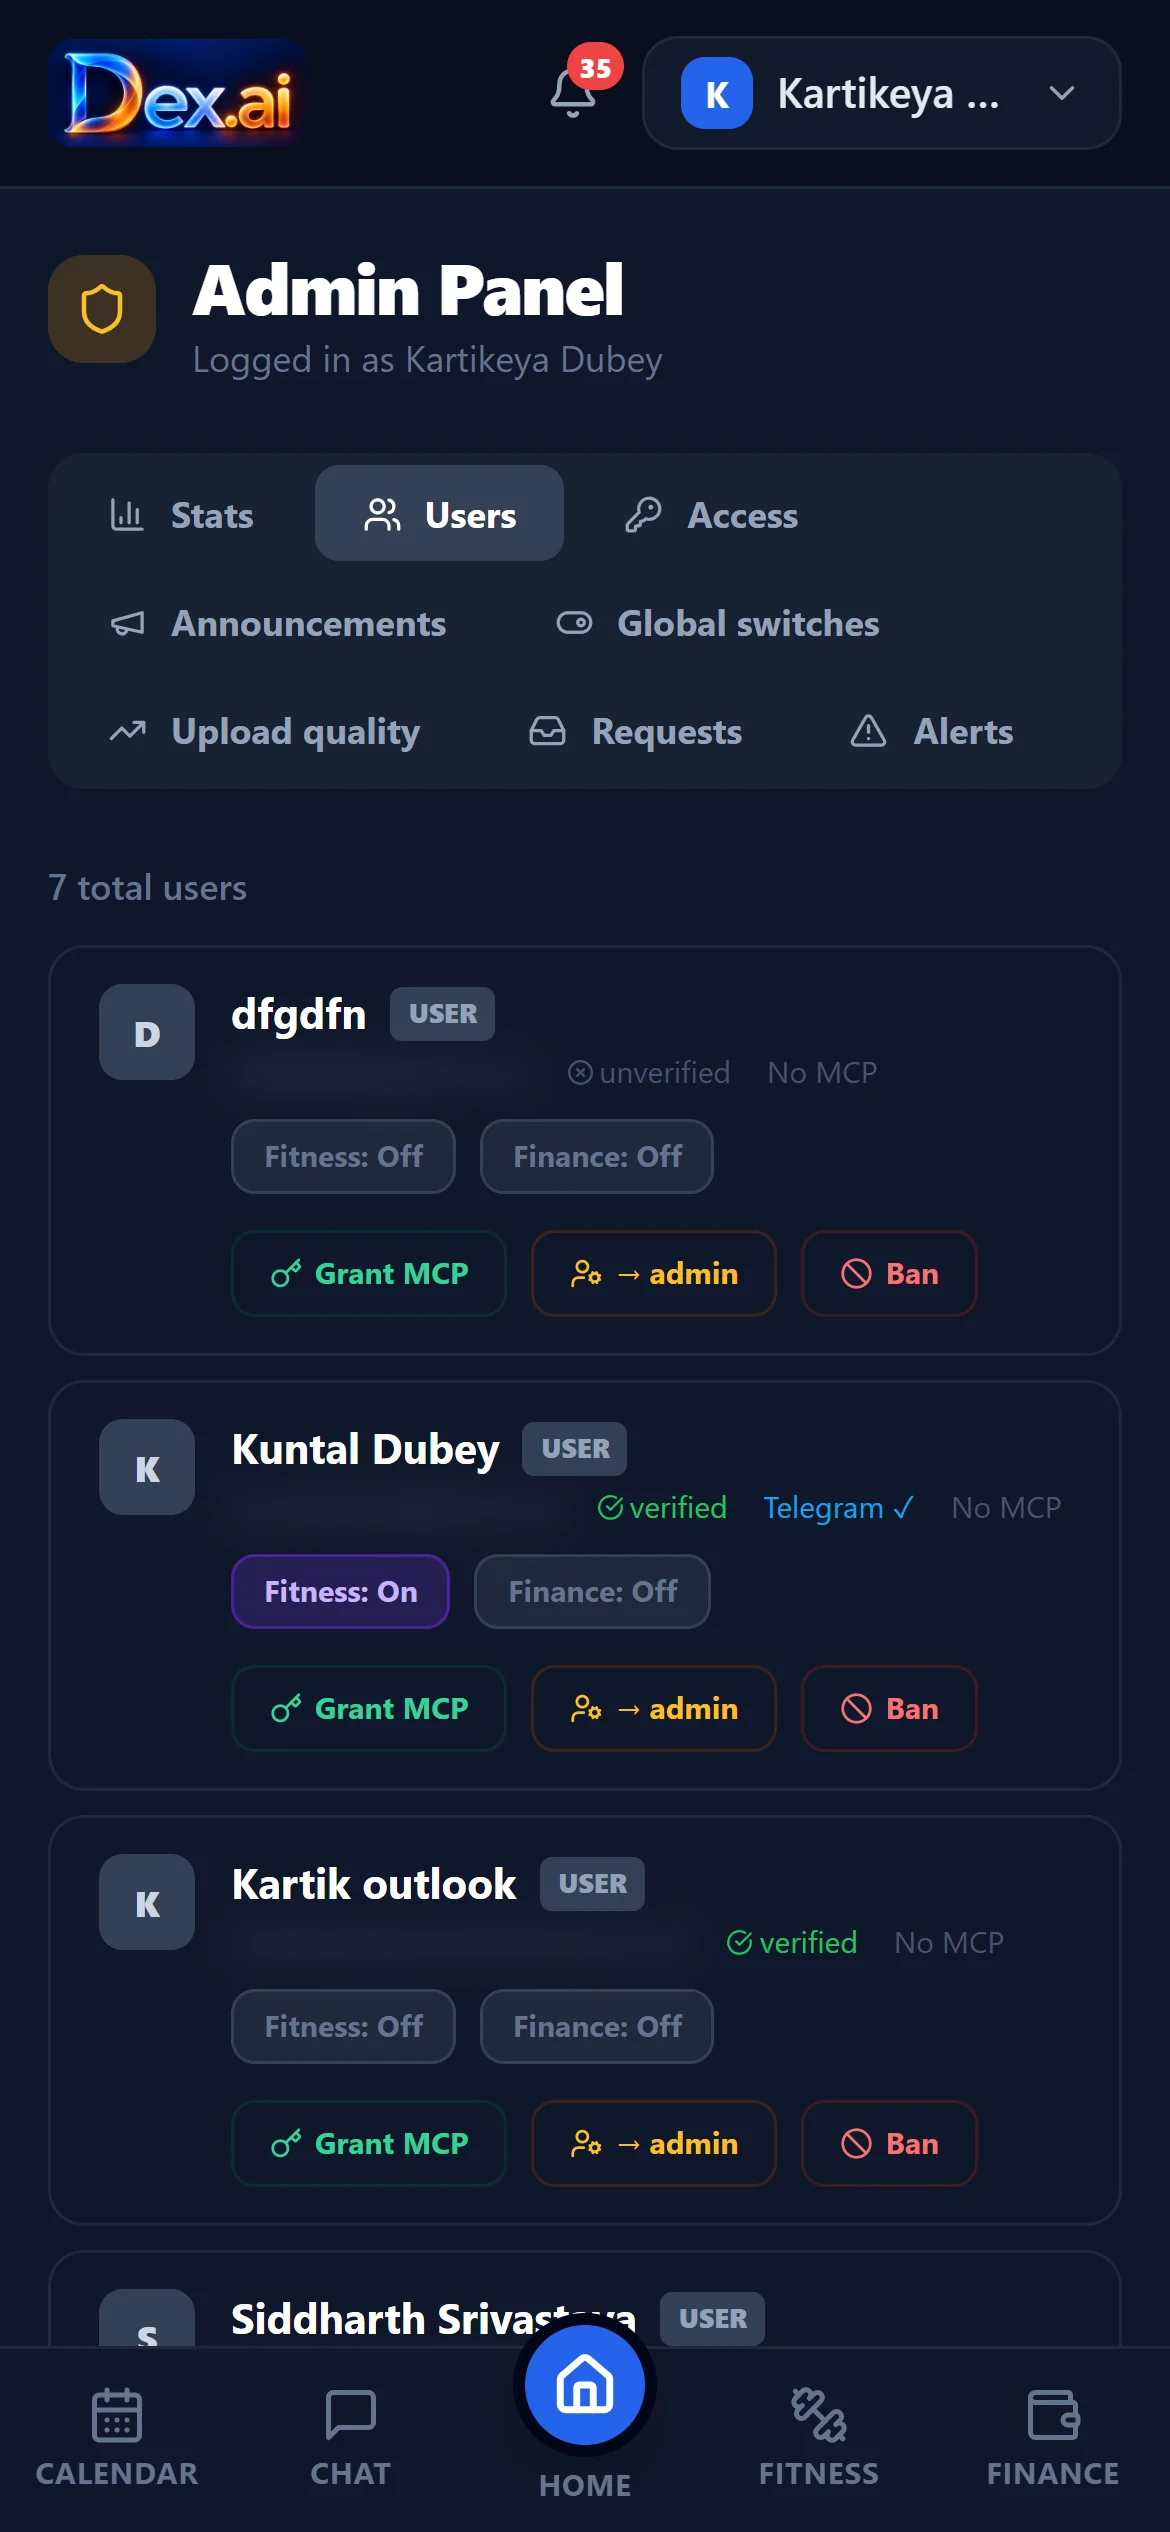 Dex.ai
35
K
Kartikeya ...
Admin Panel
Logged in as Kartikeya Dubey
Stats
Users
Access
Announcements
Global switches
Upload quality
Requests
Alerts
7 total users
D
dfgdfn
USER
unverified
No MCP
Fitness: Off
Finance: Off
Grant MCP
→ admin
Ban
K
Kuntal Dubey
USER
verified
Telegram ✓
No MCP
Fitness: On
Finance: Off
Grant MCP
→ admin
Ban
K
Kartik outlook
USER
verified
No MCP
Fitness: Off
Finance: Off
Grant MCP
→ admin
Ban
S
Siddharth Srivastava
USER
CALENDAR
CHAT
HOME
FITNESS
FINANCE